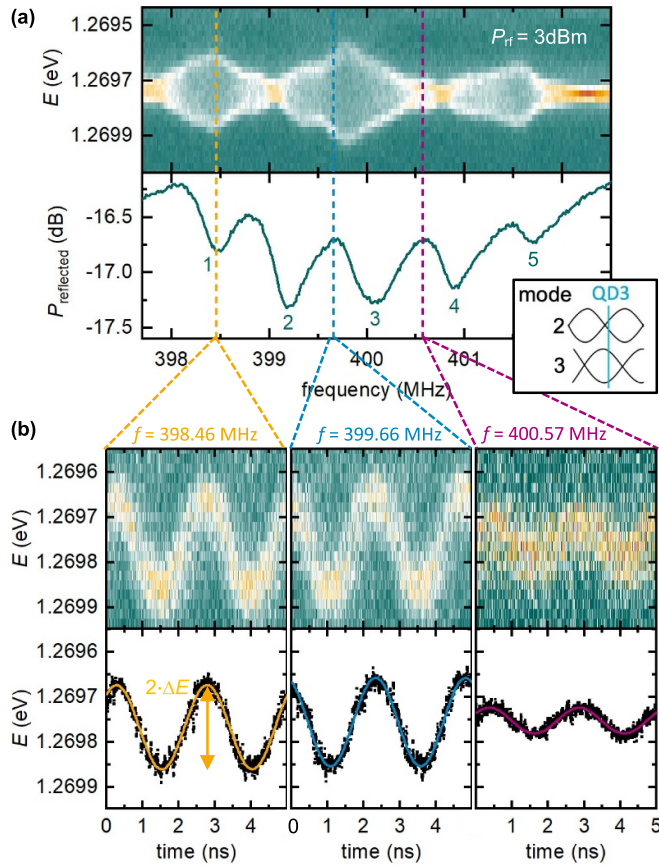 (a)
P_rf = 3dBm
E (eV)
1.2695
1.2697
1.2699
P_reflected (dB)
-16.5
-17.0
-17.5
1 2 3 4 5
398 399 400 401
frequency (MHz)
mode QD3
2
3
(b)
f = 398.46 MHz f = 399.66 MHz f = 400.57 MHz
E (eV)
1.2696
1.2697
1.2698
1.2699
E (eV)
1.2696
1.2697
1.2698
1.2699
2·ΔE
0 1 2 3 4 0 1 2 3 4 0 1 2 3 4 5
time (ns) time (ns) time (ns)